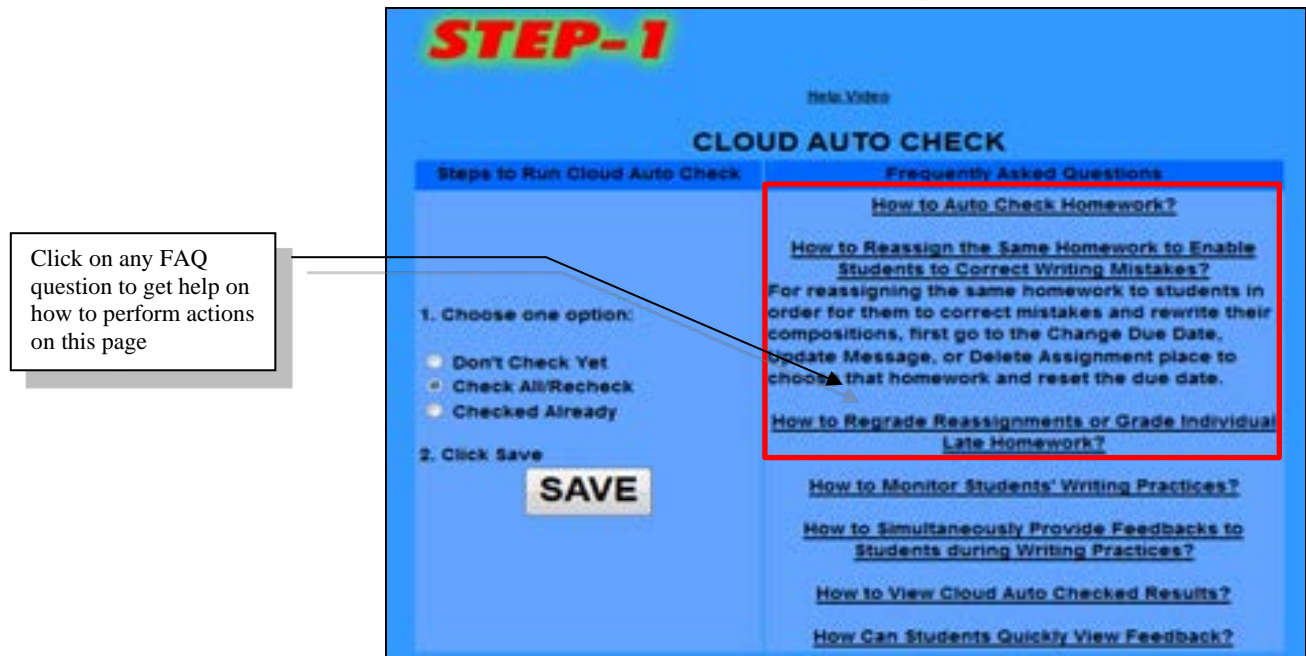 STEP-1
Help Video
CLOUD AUTO CHECK
Steps to Run Cloud Auto Check
Frequently Asked Questions
Click on any FAQ
question to get help on
how to perform actions
on this page
1. Choose one option:
Don't Check Yet
Check All/Recheck
Checked Already
2. Click Save
SAVE
How to Auto Check Homework?
How to Reassign the Same Homework to Enable
Students to Correct Writing Mistakes?
For reassigning the same homework to students in
order for them to correct mistakes and rewrite their
compositions, first go to the Change Due Date,
Update Message, or Delete Assignment place to
choose that homework and reset the due date.
How to Regrade Reassignments or Grade Individual
Late Homework?
How to Monitor Students' Writing Practices?
How to Simultaneously Provide Feedbacks to
Students during Writing Practices?
How to View Cloud Auto Checked Results?
How Can Students Quickly View Feedback?